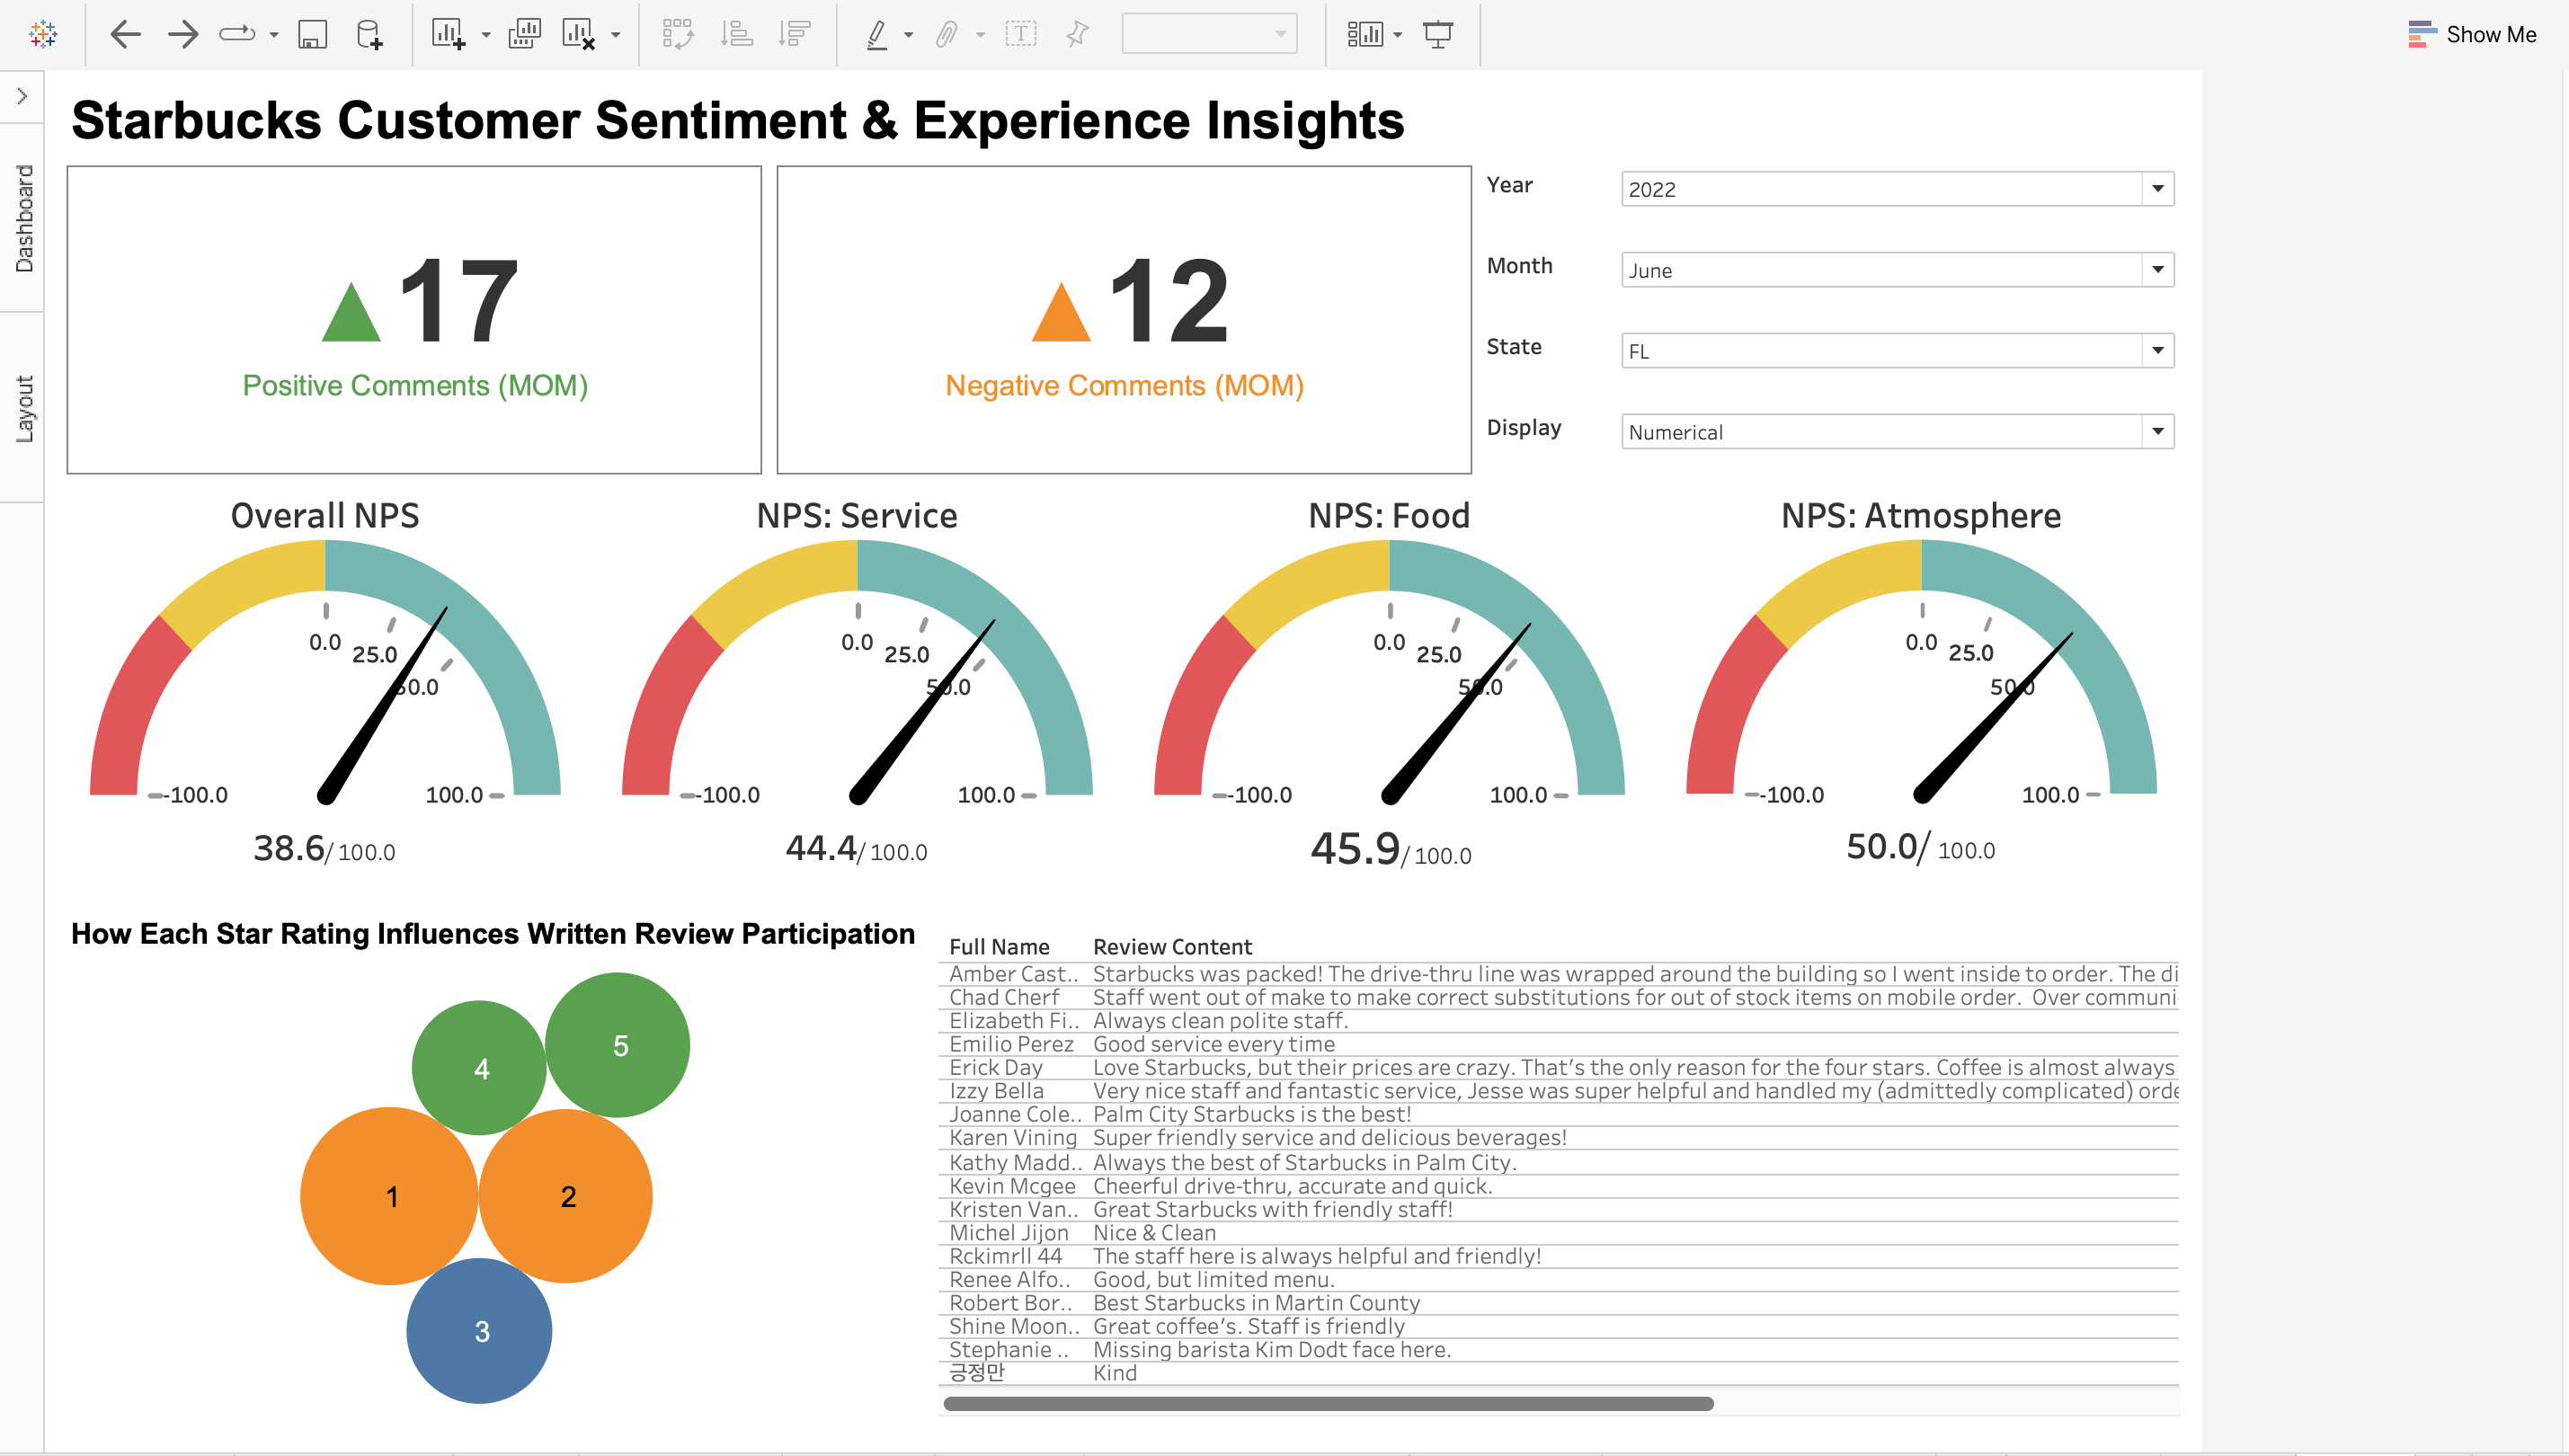 Show Me
Dashboard
Layout
Starbucks Customer Sentiment & Experience Insights
▲17
Positive Comments (MOM)
▲12
Negative Comments (MOM)
Year 2022
Month June
State FL
Display Numerical
Overall NPS
0.0
25.0
50.0
-100.0
100.0
38.6/ 100.0
NPS: Service
0.0
25.0
50.0
-100.0
100.0
44.4/ 100.0
NPS: Food
0.0
25.0
50.0
-100.0
100.0
45.9/ 100.0
NPS: Atmosphere
0.0
25.0
50.0
-100.0
100.0
50.0/ 100.0
How Each Star Rating Influences Written Review Participation
5
4
1
2
3
Full Name Review Content
Amber Cast.. Starbucks was packed! The drive-thru line was wrapped around the building so I went inside to order. The di
Chad Cherf Staff went out of make to make correct substitutions for out of stock items on mobile order. Over communi
Elizabeth Fi.. Always clean polite staff.
Emilio Perez Good service every time
Erick Day Love Starbucks, but their prices are crazy. That's the only reason for the four stars. Coffee is almost always
Izzy Bella Very nice staff and fantastic service, Jesse was super helpful and handled my (admittedly complicated) orde
Joanne Cole.. Palm City Starbucks is the best!
Karen Vining Super friendly service and delicious beverages!
Kathy Madd.. Always the best of Starbucks in Palm City.
Kevin Mcgee Cheerful drive-thru, accurate and quick.
Kristen Van.. Great Starbucks with friendly staff!
Michel Jijon Nice & Clean
Rckimrll 44 The staff here is always helpful and friendly!
Renee Alfo.. Good, but limited menu.
Robert Bor.. Best Starbucks in Martin County
Shine Moon.. Great coffee's. Staff is friendly
Stephanie .. Missing barista Kim Dodt face here.
긍정만 Kind